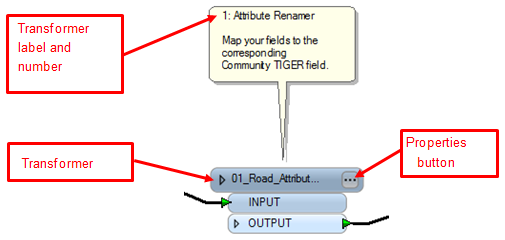 Transformer
label and
number
1: Attribute Renamer
Map your fields to the
corresponding
Community TIGER field.
Transformer
01_Road_Attribut...
Properties
button
INPUT
OUTPUT